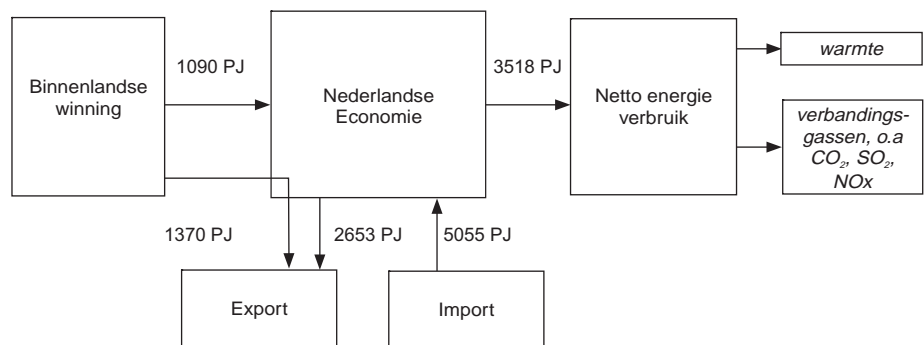 Binnenlandse
winning
1090 PJ
Nederlandse
Economie
3518 PJ
Netto energie
verbruik
warmte
verbandings-
gassen, o.a
CO₂, SO₂,
NOx
1370 PJ
2653 PJ
5055 PJ
Export
Import